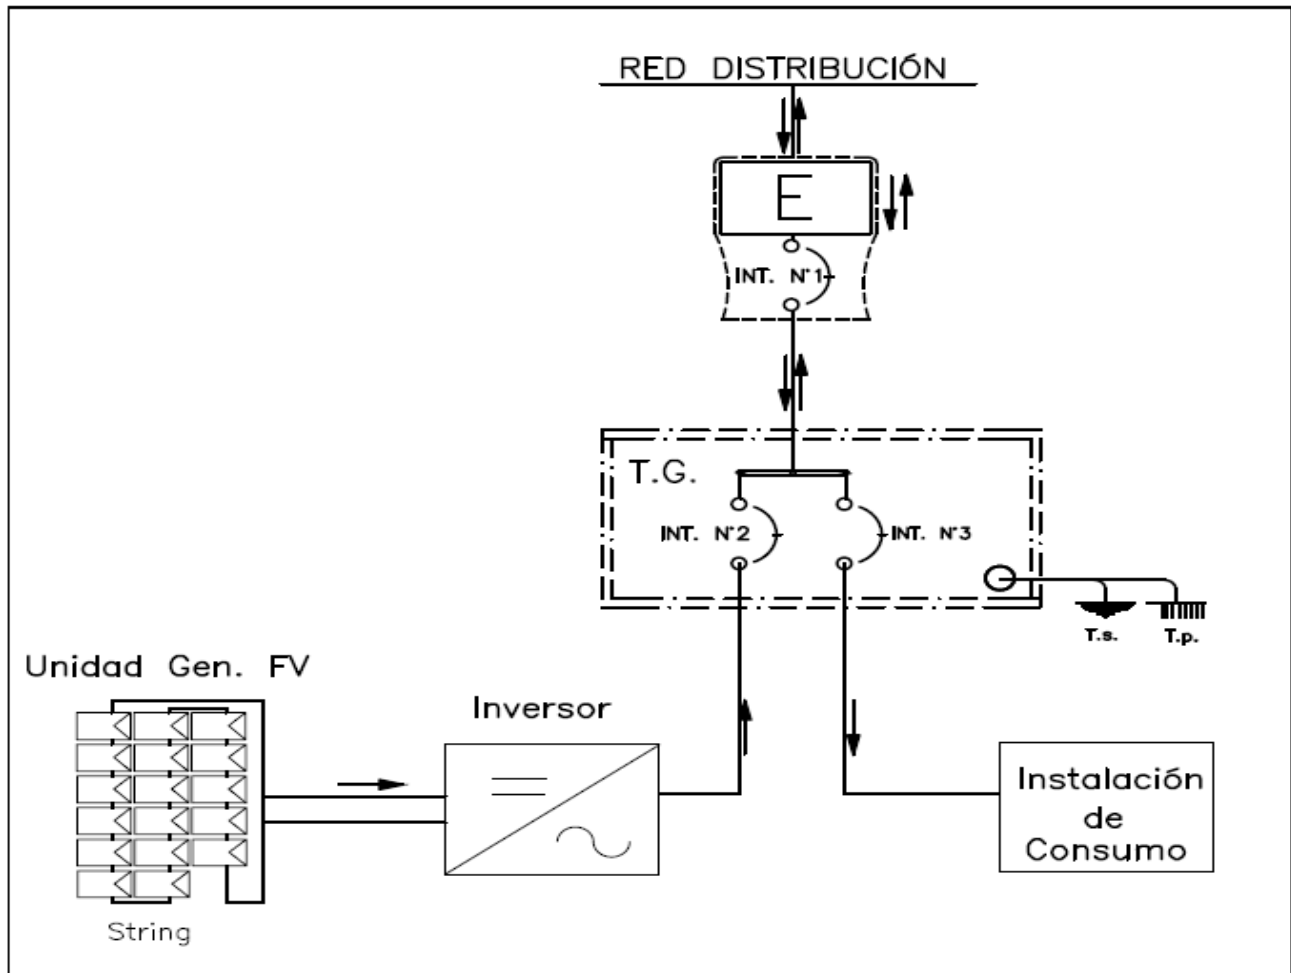 RED DISTRIBUCIÓN
E
INT. N°1
T.G.
INT. N°2
INT. N°3
T.s.
T.p.
Unidad Gen. FV
Inversor
Instalación
de
Consumo
String